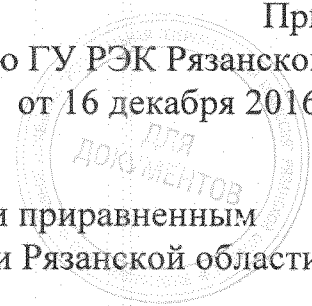 При
о ГУ РЭК Рязанско
от 16 декабря 2016
ДЛЯ
ДОКУМЕНТОВ
и приравненным
и Рязанской области